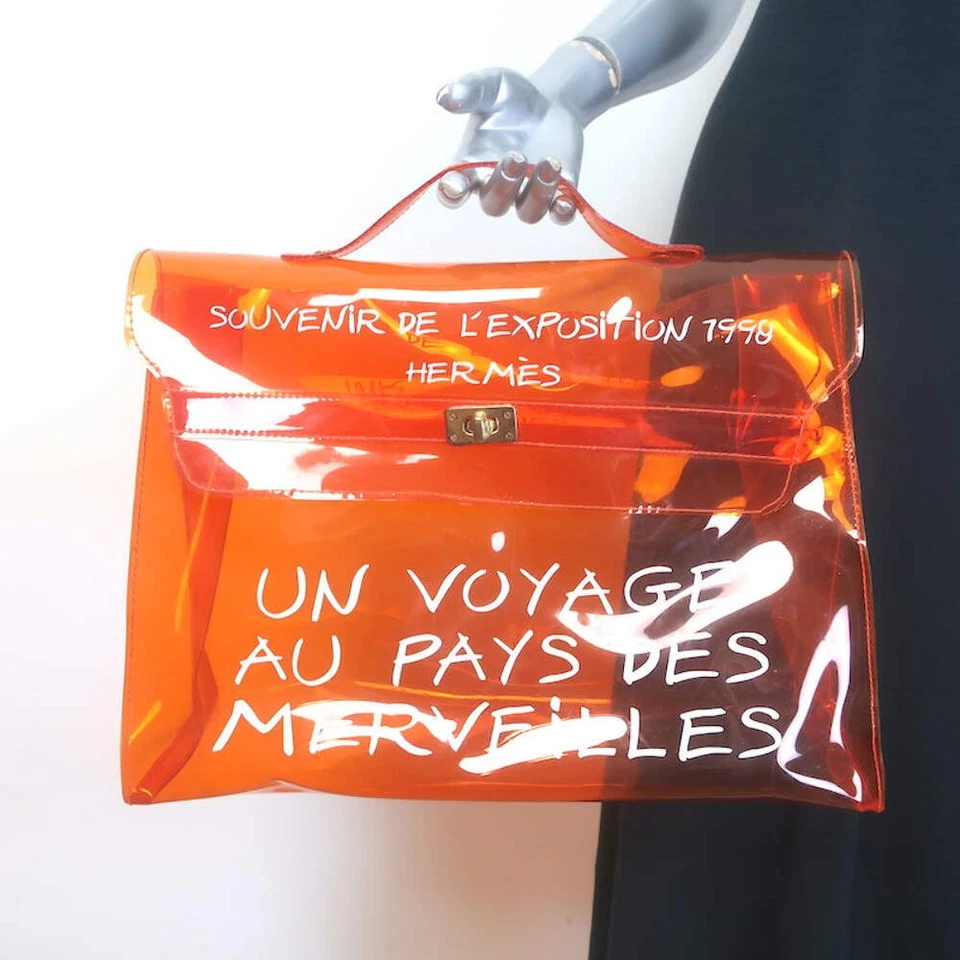 SOUVENiR DE L'EXPOSiTiON 1998
HERMÈS
UN VOYAGE
AU PAYS DES
MERVEiLLES